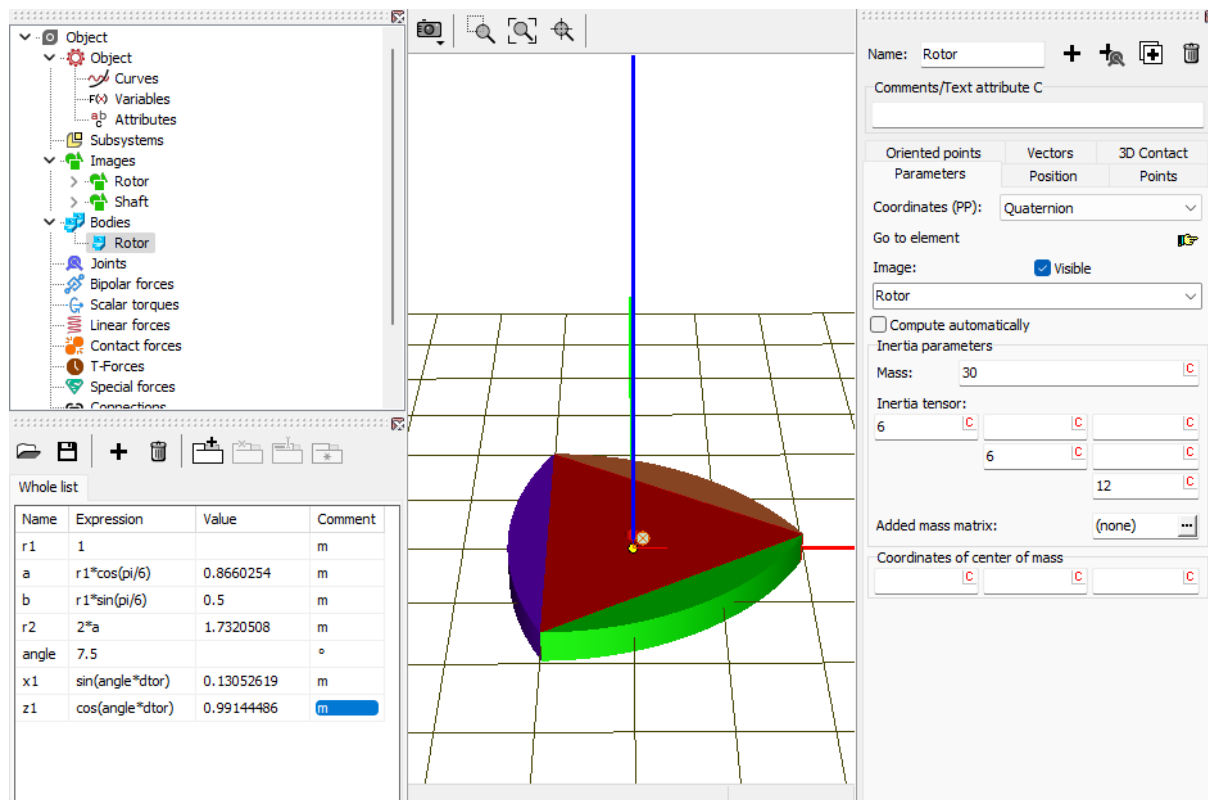 Object
Object
Curves
F(x) Variables
ab c Attributes
Subsystems
Images
Rotor
Shaft
Bodies
Rotor
Joints
Bipolar forces
Scalar torques
Linear forces
Contact forces
T-Forces
Special forces
Connections
Whole list
Name Expression Value Comment
r1 1 m
a r1*cos(pi/6) 0.8660254 m
b r1*sin(pi/6) 0.5 m
r2 2*a 1.7320508 m
angle 7.5 °
x1 sin(angle*dtor) 0.13052619 m
z1 cos(angle*dtor) 0.99144486 m
Name: Rotor
Comments/Text attribute C
Oriented points Vectors 3D Contact
Parameters Position Points
Coordinates (PP): Quaternion
Go to element
Image: Visible
Rotor
Compute automatically
Inertia parameters
Mass: 30 C
Inertia tensor:
6 C C C
6 C C
12 C
Added mass matrix: (none) ...
Coordinates of center of mass
C C C